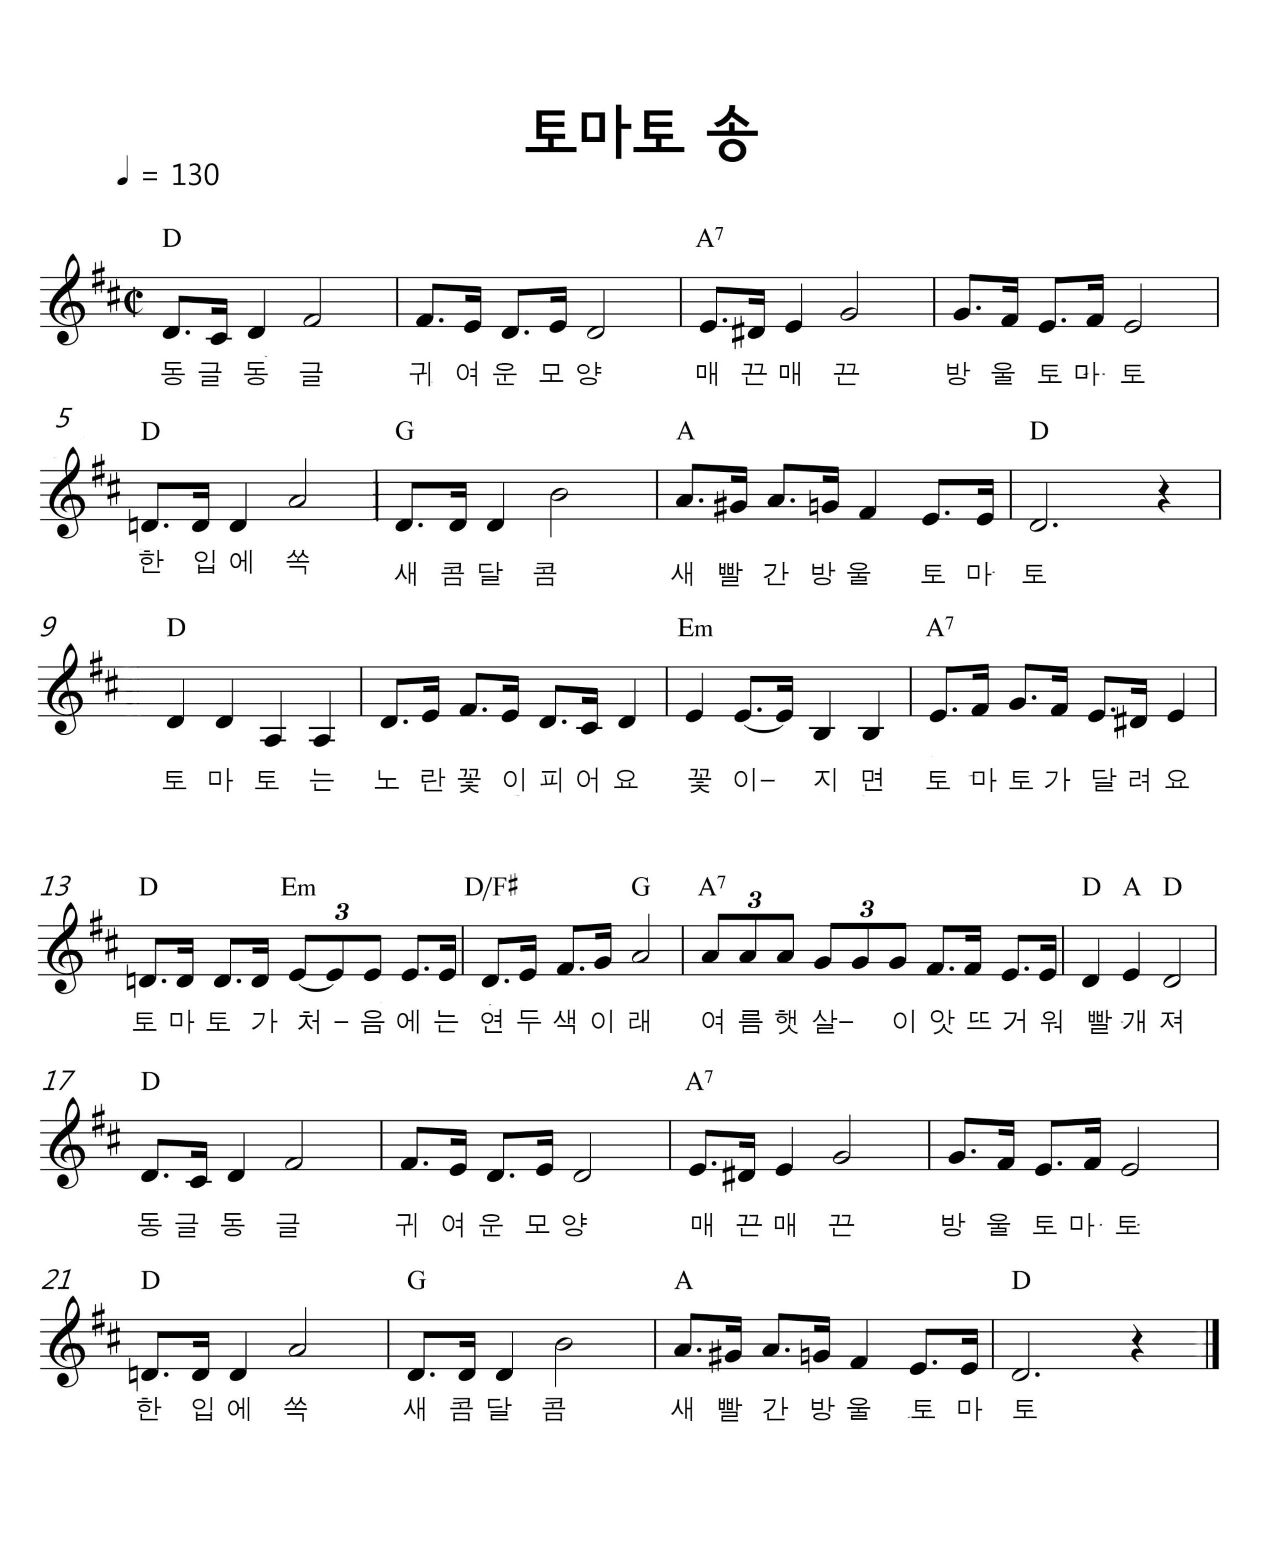 토마토 송
♩ = 130
D A7
동 글 동 글 귀 여 운 모 양 매 끈 매 끈 방 울 토 마 토
5
D G A D
한 입 에 쏙 새 콤 달 콤 새 빨 간 방 울 토 마 토
9
D Em A7
토 마 토 는 노 란 꽃 이 피 어 요 꽃 이– 지 면 토 마 토 가 달 려 요
13
D Em D/F♯ G A7 D A D
3 3 3
토 마 토 가 처 – 음 에 는 연 두 색 이 래 여 름 햇 살– 이 앗 뜨 거 워 빨 개 져
17
D A7
동 글 동 글 귀 여 운 모 양 매 끈 매 끈 방 울 토 마 토
21
D G A D
한 입 에 쏙 새 콤 달 콤 새 빨 간 방 울 토 마 토